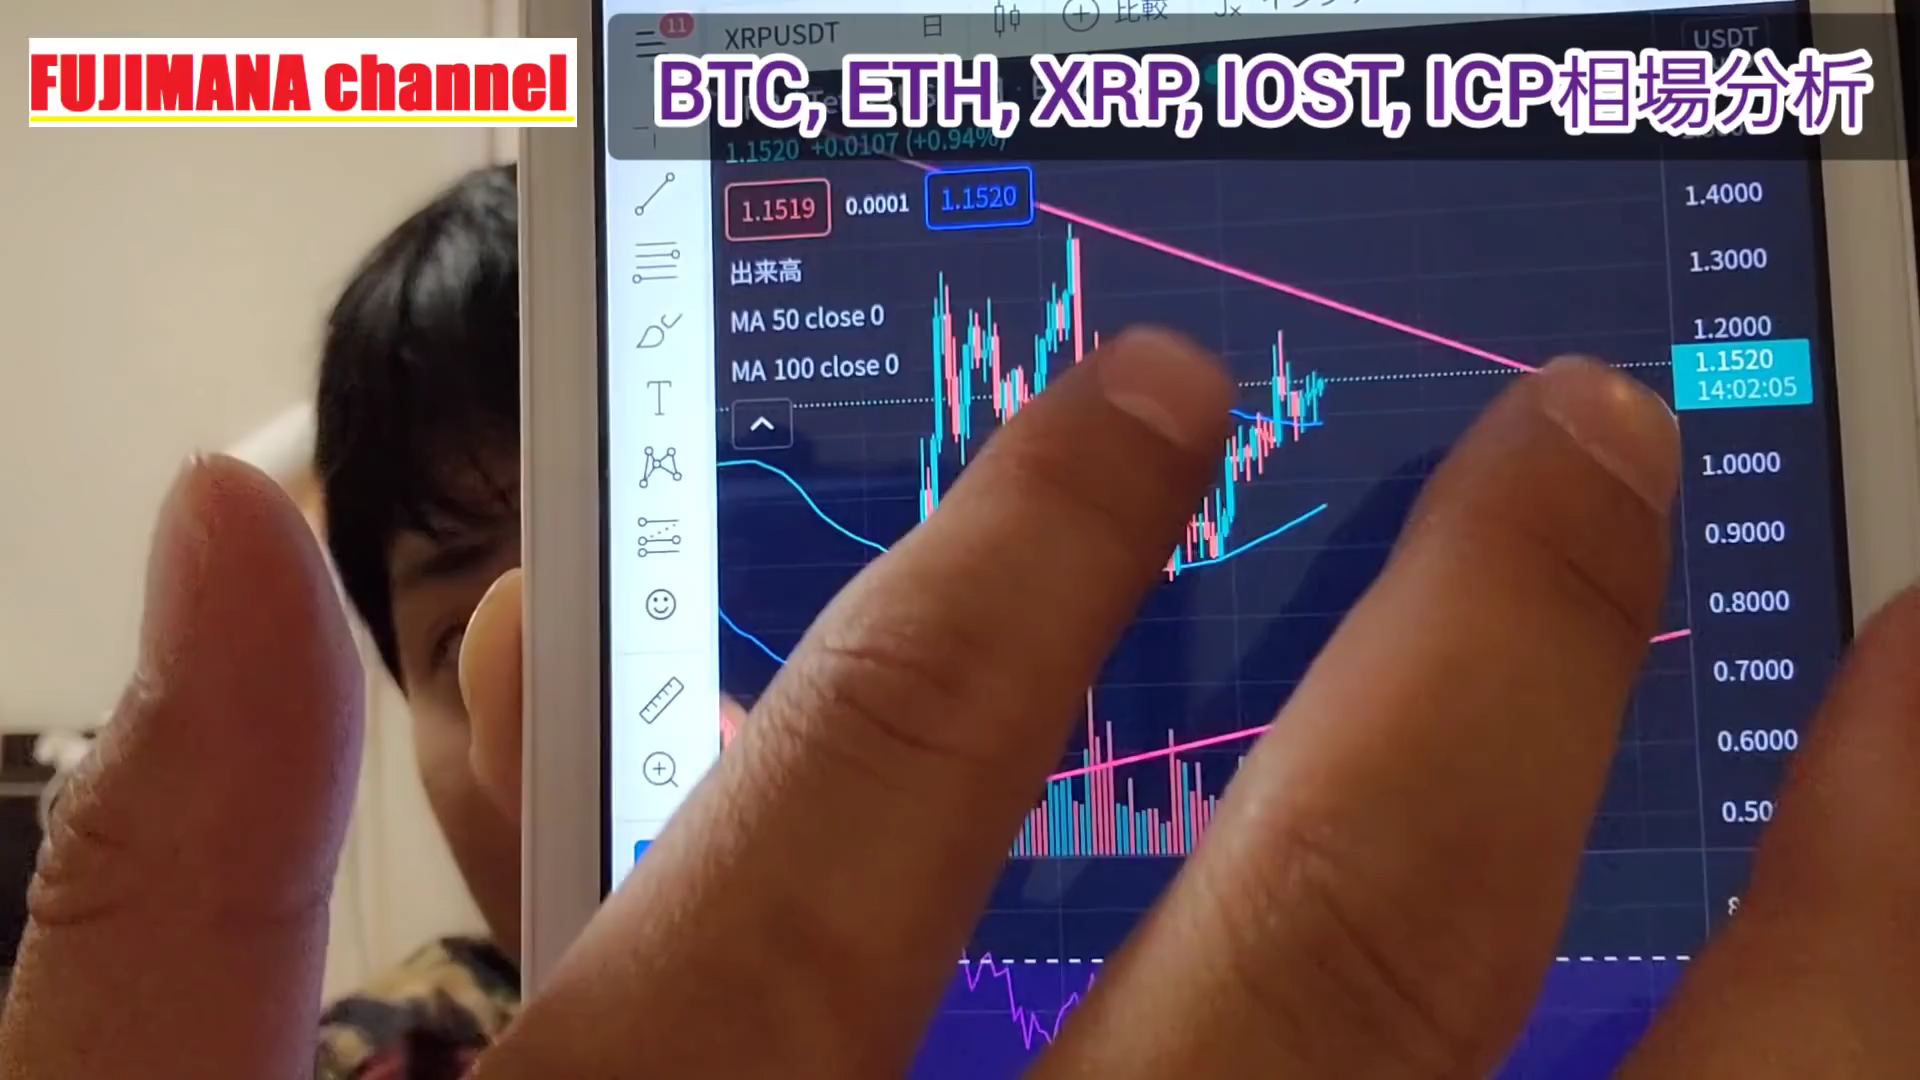 FUJIMANA channel
BTC, ETH, XRP, IOST, ICP相場分析
11
XRPUSDT
日
比較
USDT
1.1520 +0.0107 (+0.94%)
1.1519
0.0001
1.1520
出来高
MA 50 close 0
MA 100 close 0
T
1.4000
1.3000
1.2000
1.1520
14:02:05
1.0000
0.9000
0.8000
0.7000
0.6000